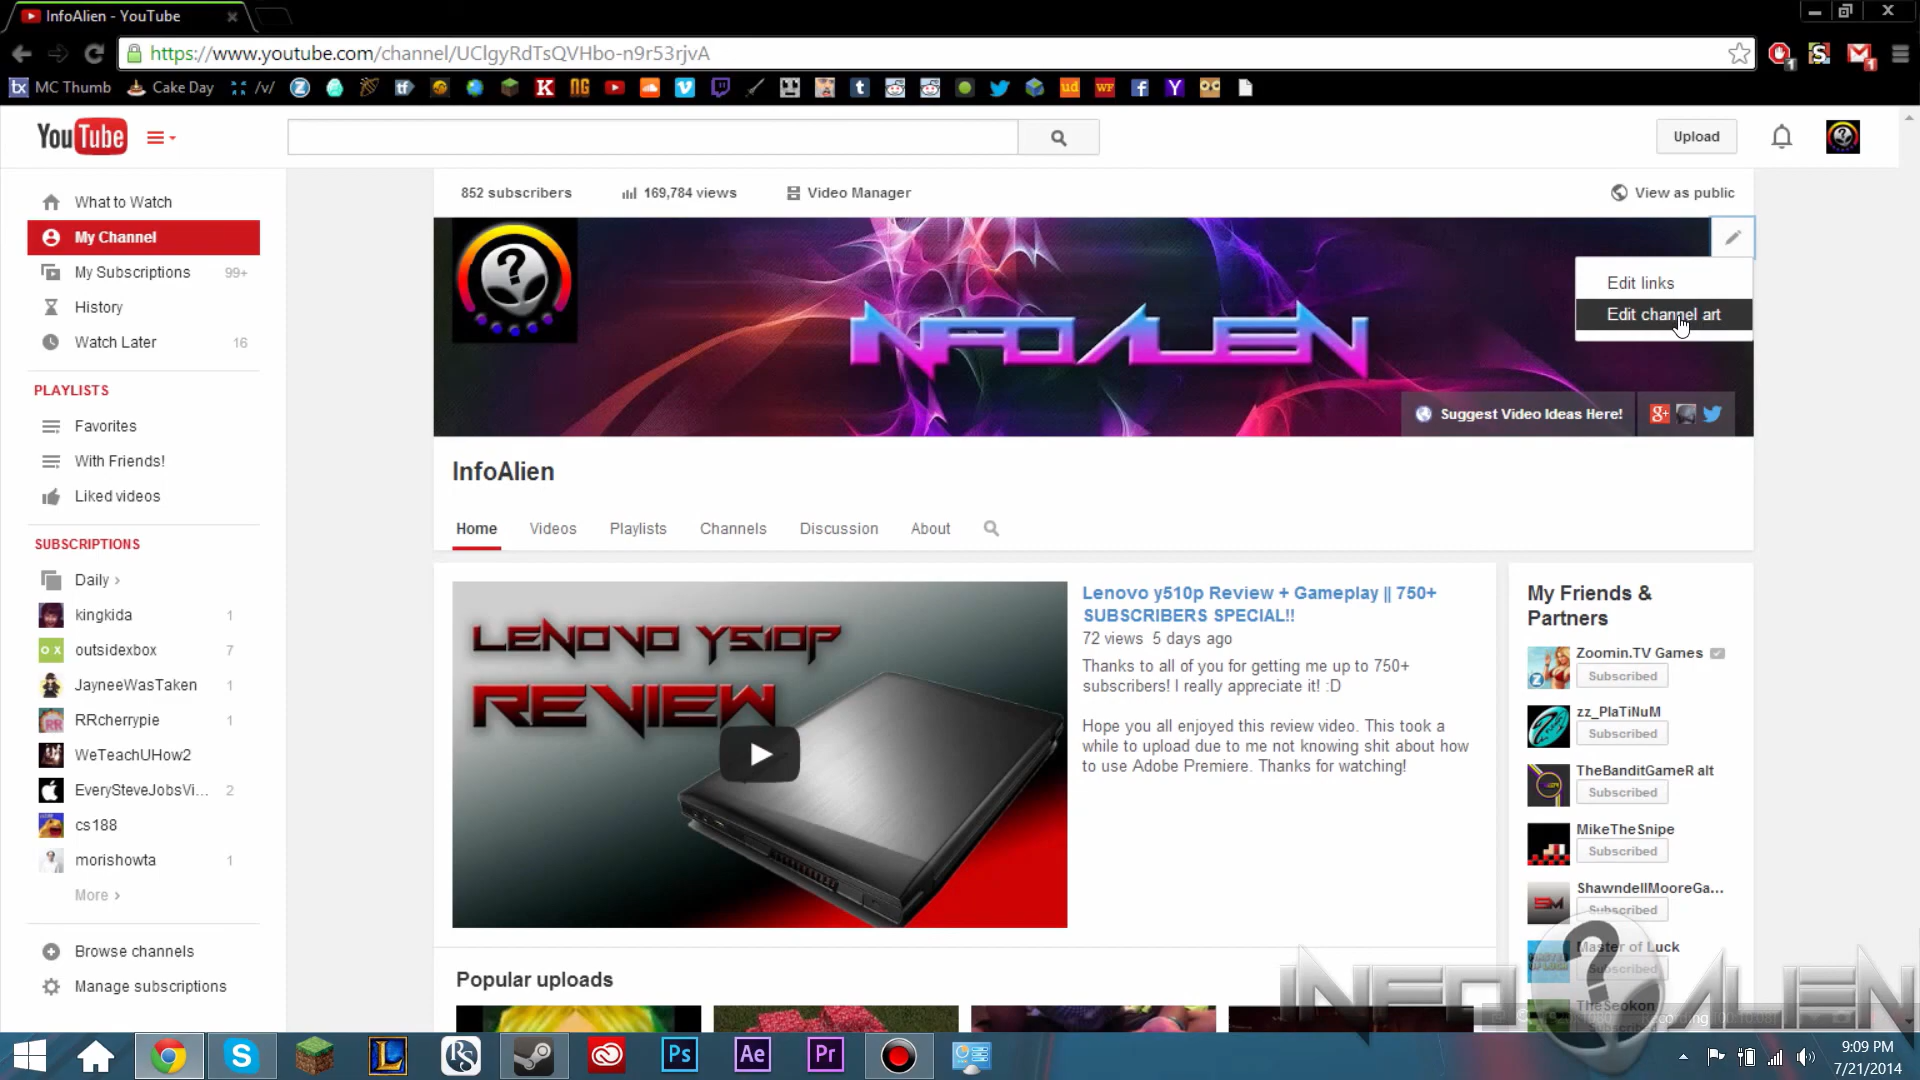 InfoAlien - YouTube
https://www.youtube.com/channel/UClgyRdTsQVHbo-n9r53rjvA
MC Thumb
Cake Day
/v/
YouTube
Upload
What to Watch
My Channel
My Subscriptions 99+
History
Watch Later 16
PLAYLISTS
Favorites
With Friends!
Liked videos
SUBSCRIPTIONS
Daily
kingkida 1
outsidexbox 7
JayneeWasTaken 1
RRcherrypie 1
WeTeachUHow2
EverySteveJobsVi... 2
cs188
morishowta 1
More
Browse channels
Manage subscriptions
852 subscribers
169,784 views
Video Manager
View as public
INFOALIEN
Edit links
Edit channel art
Suggest Video Ideas Here!
InfoAlien
Home
Videos
Playlists
Channels
Discussion
About
LENOVO Y510P
REVIEW
Lenovo y510p Review + Gameplay || 750+
SUBSCRIBERS SPECIAL!!
72 views 5 days ago
Thanks to all of you for getting me up to 750+
subscribers! I really appreciate it! :D
Hope you all enjoyed this review video. This took a
while to upload due to me not knowing shit about how
to use Adobe Premiere. Thanks for watching!
Popular uploads
My Friends &
Partners
Zoomin.TV Games
Subscribed
zz_PlaTiNuM
Subscribed
TheBanditGameR alt
Subscribed
MikeTheSnipe
Subscribed
ShawndellMooreGa...
Subscribed
Master of Luck
Subscribed
TheSeokon
INFO ALIEN
Ps
Ae
Pr
9:09 PM
7/21/2014